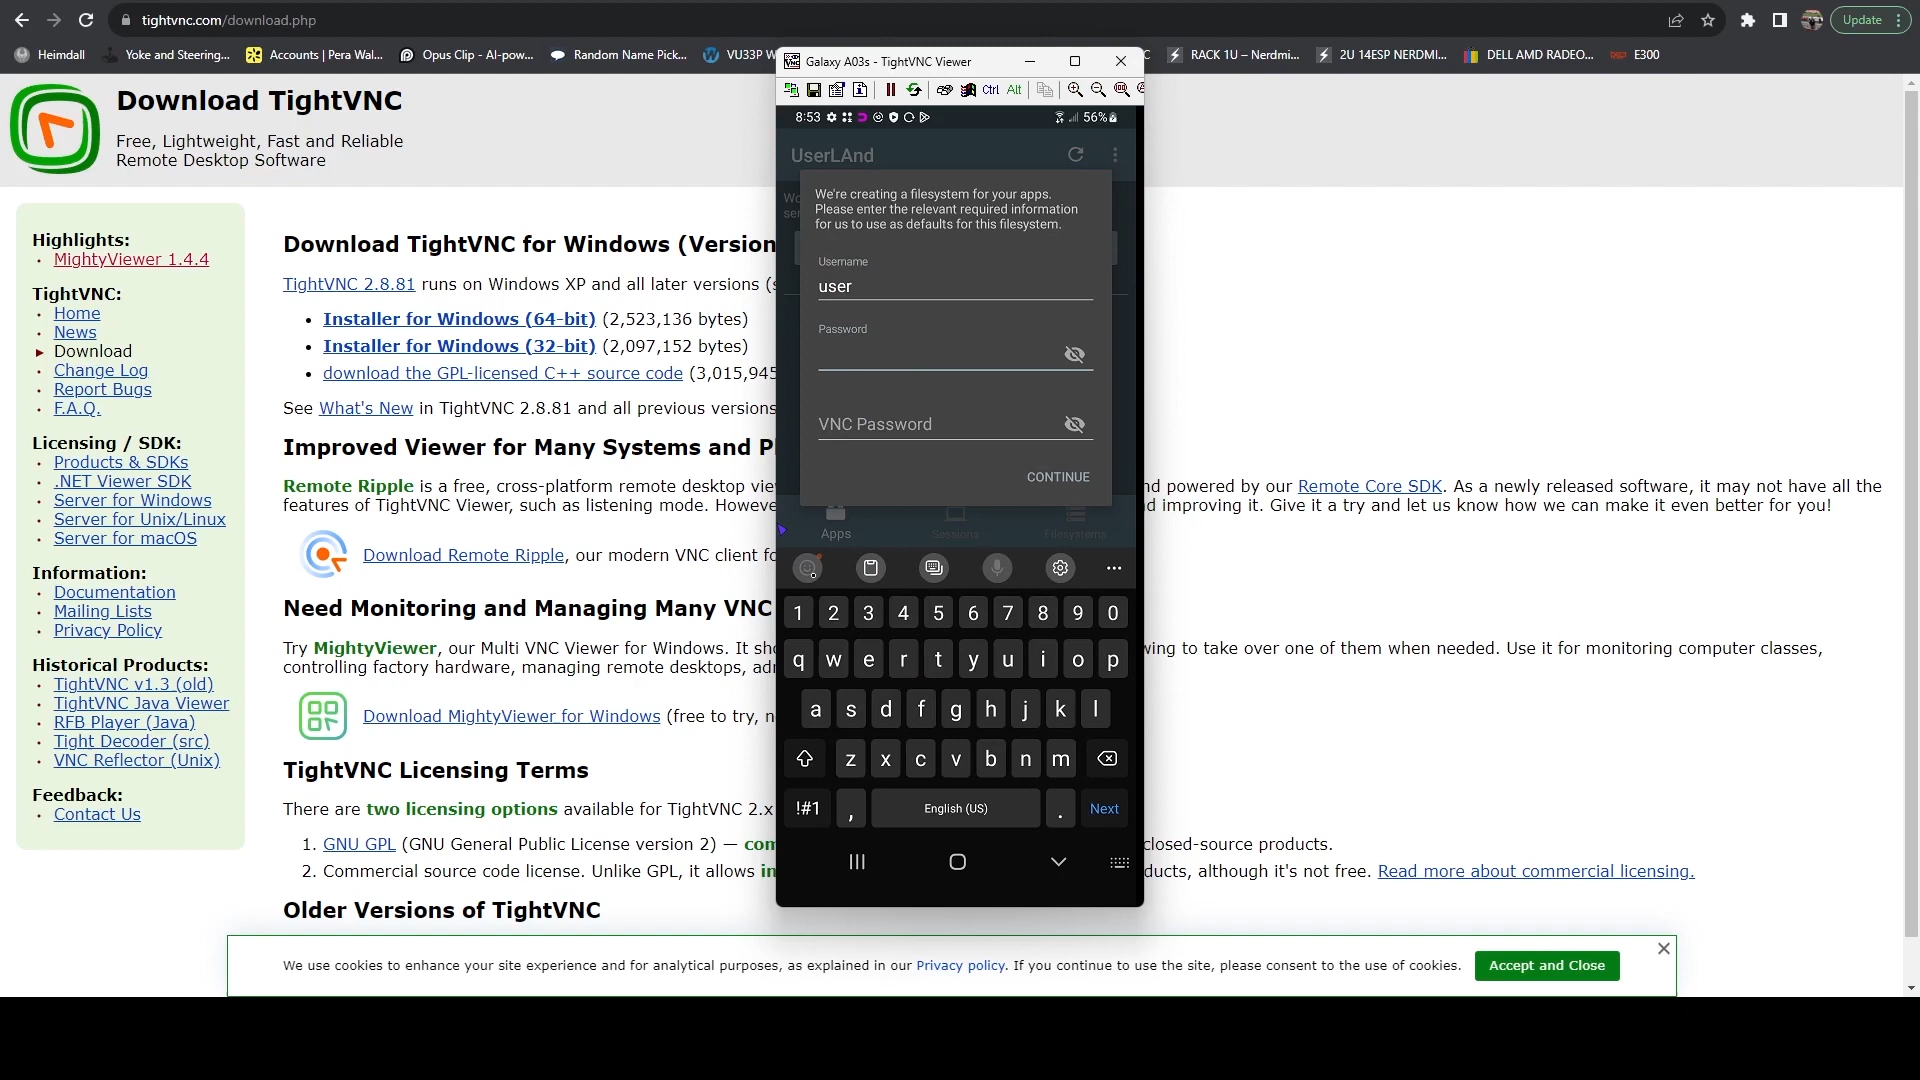 tightvnc.com/download.php
Update
Heimdall
Yoke and Steering...
Accounts | Pera Wal...
Opus Clip - AI-pow...
Random Name Pick...
VU33P W
C
RACK 1U – Nerdmi...
2U 14ESP NERDMI...
DELL AMD RADEO...
E300
Download TightVNC
Free, Lightweight, Fast and Reliable
Remote Desktop Software
Highlights:
MightyViewer 1.4.4
TightVNC:
Home
News
Download
Change Log
Report Bugs
F.A.Q.
Licensing / SDK:
Products & SDKs
.NET Viewer SDK
Server for Windows
Server for Unix/Linux
Server for macOS
Information:
Documentation
Mailing Lists
Privacy Policy
Historical Products:
TightVNC v1.3 (old)
TightVNC Java Viewer
RFB Player (Java)
Tight Decoder (src)
VNC Reflector (Unix)
Feedback:
Contact Us
Download TightVNC for Windows (Version
TightVNC 2.8.81 runs on Windows XP and all later versions (s
Installer for Windows (64-bit) (2,523,136 bytes)
Installer for Windows (32-bit) (2,097,152 bytes)
download the GPL-licensed C++ source code (3,015,945
See What's New in TightVNC 2.8.81 and all previous versions
Improved Viewer for Many Systems and Pl
Remote Ripple is a free, cross-platform remote desktop view
nd powered by our Remote Core SDK. As a newly released software, it may not have all the
features of TightVNC Viewer, such as listening mode. Howeve
d improving it. Give it a try and let us know how we can make it even better for you!
Download Remote Ripple, our modern VNC client fo
Need Monitoring and Managing Many VNC
Try MightyViewer, our Multi VNC Viewer for Windows. It sho
wing to take over one of them when needed. Use it for monitoring computer classes,
controlling factory hardware, managing remote desktops, ad
Download MightyViewer for Windows (free to try, n
TightVNC Licensing Terms
There are two licensing options available for TightVNC 2.x
1. GNU GPL (GNU General Public License version 2) — com
closed-source products.
2. Commercial source code license. Unlike GPL, it allows in
ducts, although it's not free. Read more about commercial licensing.
Older Versions of TightVNC
We use cookies to enhance your site experience and for analytical purposes, as explained in our Privacy policy. If you continue to use the site, please consent to the use of cookies.
Accept and Close
Galaxy A03s - TightVNC Viewer
Ctrl Alt
8:53
56%
UserLAnd
We're creating a filesystem for your apps.
Please enter the relevant required information
for us to use as defaults for this filesystem.
Username
user
Password
VNC Password
CONTINUE
Apps
Sessions
Filesystems
1 2 3 4 5 6 7 8 9 0
q w e r t y u i o p
a s d f g h j k l
z x c v b n m
!#1 , English (US) . Next